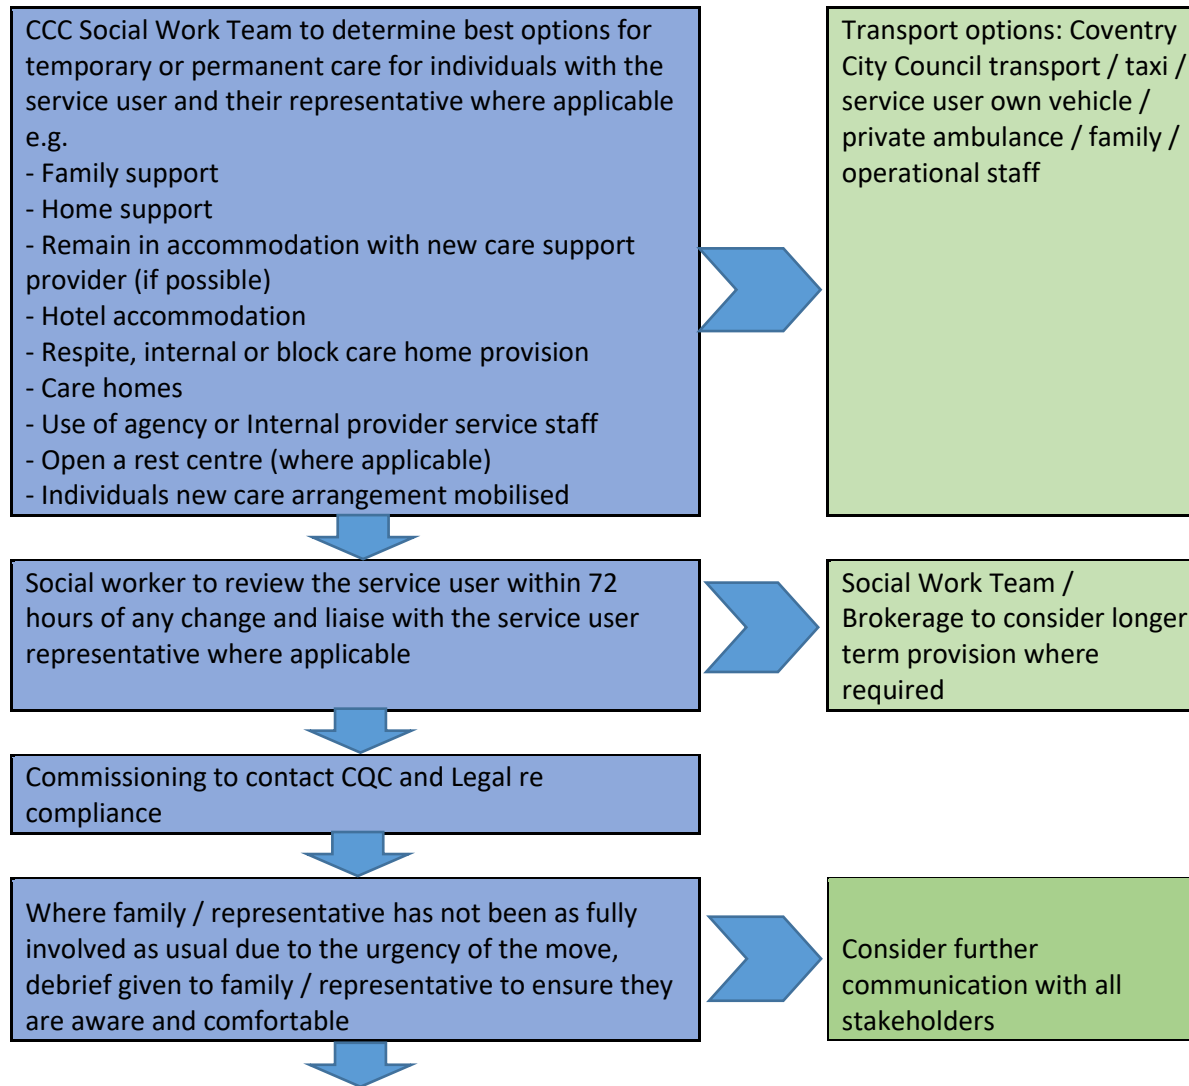 CCC Social Work Team to determine best options for
temporary or permanent care for individuals with the
service user and their representative where applicable
e.g.
- Family support
- Home support
- Remain in accommodation with new care support
provider (if possible)
- Hotel accommodation
- Respite, internal or block care home provision
- Care homes
- Use of agency or Internal provider service staff
- Open a rest centre (where applicable)
- Individuals new care arrangement mobilised
Transport options: Coventry
City Council transport / taxi /
service user own vehicle /
private ambulance / family /
operational staff
Social worker to review the service user within 72
hours of any change and liaise with the service user
representative where applicable
Social Work Team /
Brokerage to consider longer
term provision where
required
Commissioning to contact CQC and Legal re
compliance
Where family / representative has not been as fully
involved as usual due to the urgency of the move,
debrief given to family / representative to ensure they
are aware and comfortable
Consider further
communication with all
stakeholders